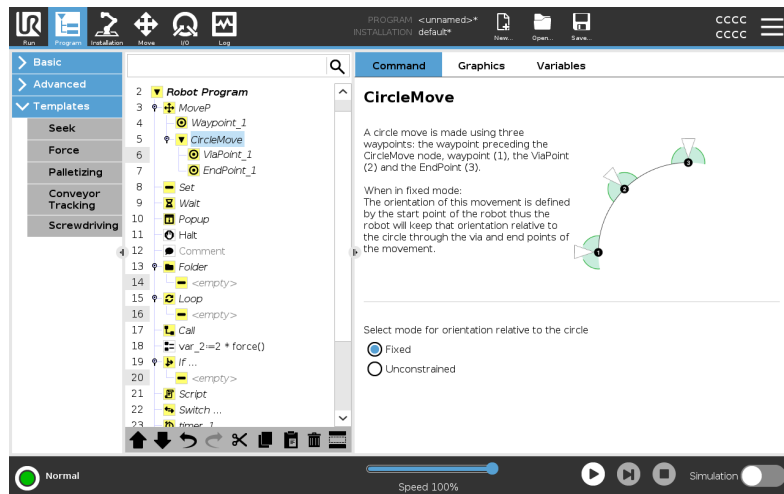 UR
Run
Program
Installation
Move
I/O
Log
PROGRAM <unnamed>*
INSTALLATION default*
New...
Open...
Save...
CCCC
CCCC
Basic
Advanced
Templates
Seek
Force
Palletizing
Conveyor
Tracking
Screwdriving
2 Robot Program
3 MoveP
4 Waypoint_1
5 CircleMove
6 ViaPoint_1
7 EndPoint_1
8 Set
9 Wait
10 Popup
11 Halt
12 Comment
13 Folder
14 <empty>
15 Loop
16 <empty>
17 Call
18 var_2:=2 * force()
19 If ...
20 <empty>
21 Script
22 Switch ...
23 timer_1
Command
Graphics
Variables
CircleMove
A circle move is made using three
waypoints: the waypoint preceding the
CircleMove node, waypoint (1), the ViaPoint
(2) and the EndPoint (3).
When in fixed mode:
The orientation of this movement is defined
by the start point of the robot thus the
robot will keep that orientation relative to
the circle through the via and end points of
the movement.
1
2
3
Select mode for orientation relative to the circle
Fixed
Unconstrained
Normal
Speed 100%
Simulation